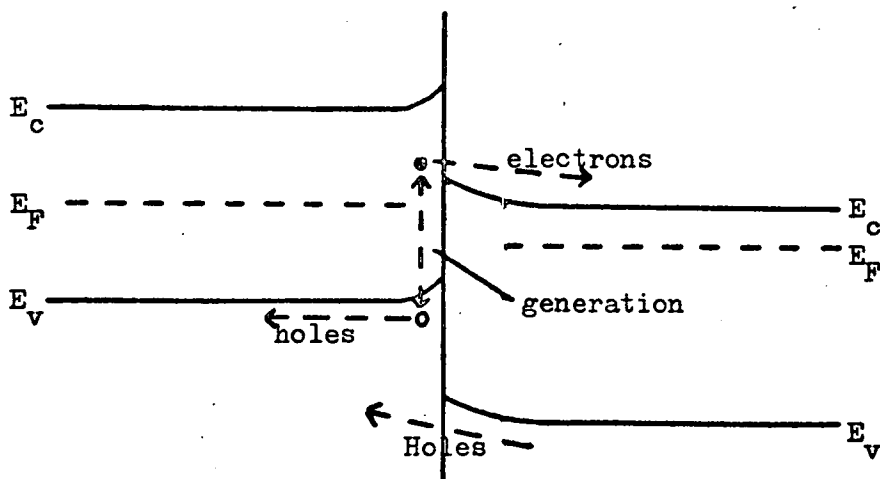 E_c
electrons
E_F
E_c
E_F
E_v
generation
holes
Holes
E_v